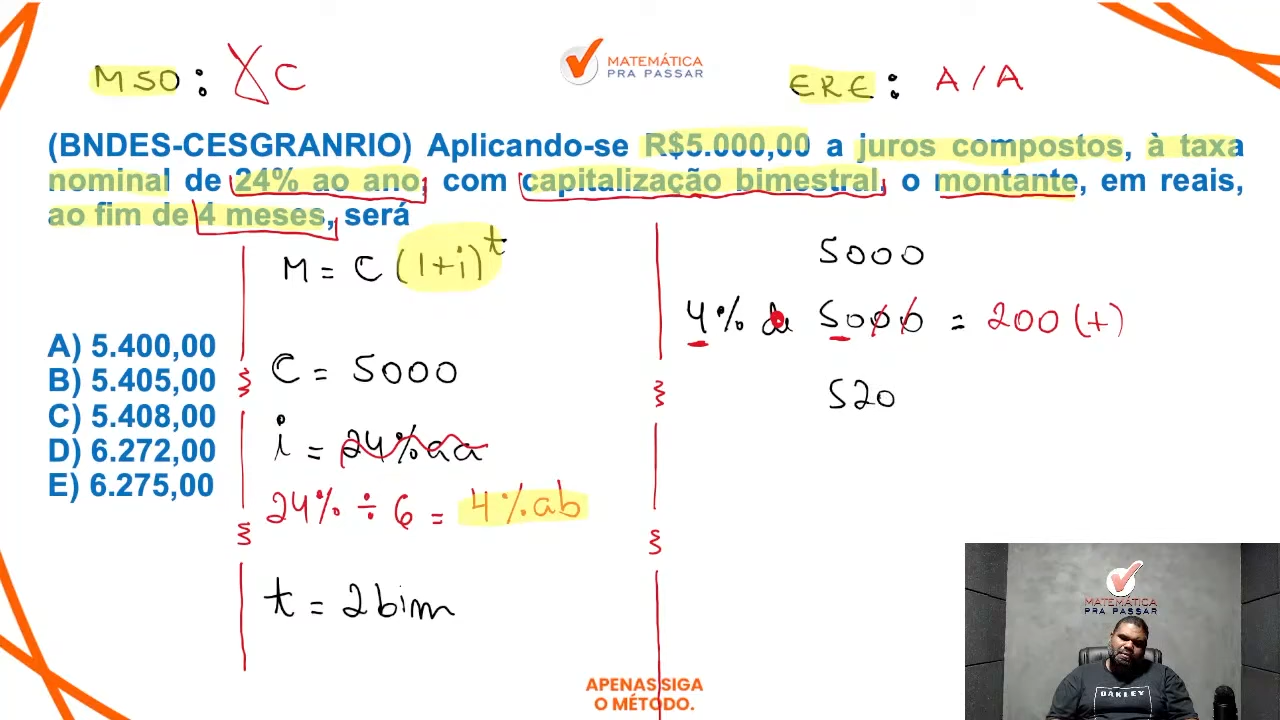 MSO: JC
MATEMÁTICA
PRA PASSAR
ERE: A/A
(BNDES-CESGRANRIO) Aplicando-se R$5.000,00 a juros compostos, à taxa
nominal de 24% ao ano, com capitalização bimestral, o montante, em reais,
ao fim de 4 meses, será
A) 5.400,00
B) 5.405,00
C) 5.408,00
D) 6.272,00
E) 6.275,00
M = C (1+i)^t
C = 5000
i = 24%aa
24% ÷ 6 = 4%ab
t = 2bim
5000
4% de 5000 = 200 (+)
520
MATEMÁTICA
PRA PASSAR
OAKLEY
APENAS SIGA
O MÉTODO.